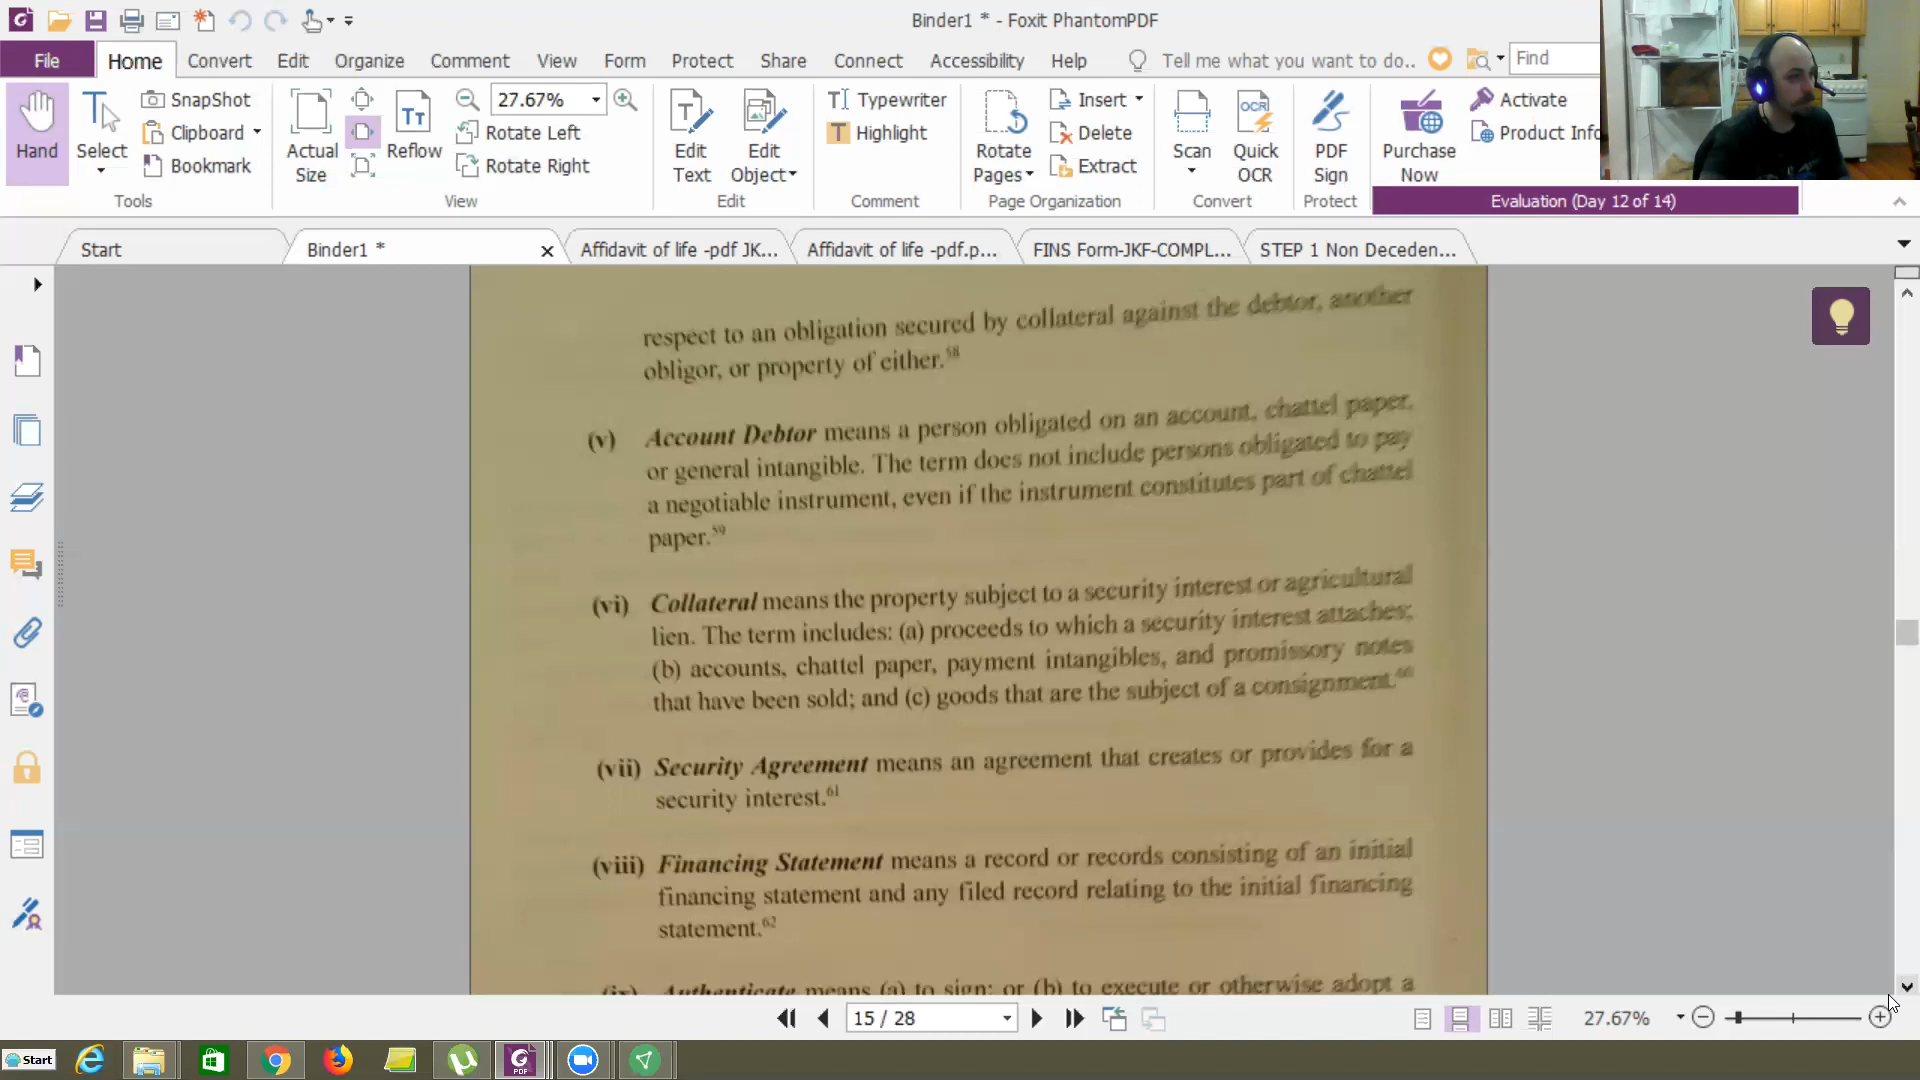 Binder1 * - Foxit PhantomPDF
File Home Convert Edit Organize Comment View Form Protect Share Connect Accessibility Help Tell me what you want to do.. Find
Hand
Select
SnapShot
Clipboard
Bookmark
Tools
Actual Size
Reflow
27.67%
Rotate Left
Rotate Right
View
Edit Text
Edit Object
Edit
Typewriter
Highlight
Comment
Rotate Pages
Insert
Delete
Extract
Page Organization
Scan
Quick OCR
Convert
PDF Sign
Protect
Purchase Now
Activate
Product Info
Evaluation (Day 12 of 14)
Start Binder1 * Affidavit of life -pdf JK... Affidavit of life -pdf.p... FINS Form-JKF-COMPL... STEP 1 Non Deceden...
respect to an obligation secured by collateral against the debtor, another
obligor, or property of either.58
(v) Account Debtor means a person obligated on an account, chattel paper,
or general intangible. The term does not include persons obligated to pay
a negotiable instrument, even if the instrument constitutes part of chattel
paper.59
(vi) Collateral means the property subject to a security interest or agricultural
lien. The term includes: (a) proceeds to which a security interest attaches;
(b) accounts, chattel paper, payment intangibles, and promissory notes
that have been sold; and (c) goods that are the subject of a consignment.60
(vii) Security Agreement means an agreement that creates or provides for a
security interest.61
(viii) Financing Statement means a record or records consisting of an initial
financing statement and any filed record relating to the initial financing
statement.62
(ix) Authenticate means (a) to sign; or (b) to execute or otherwise adopt a
15 / 28
27.67%
Start